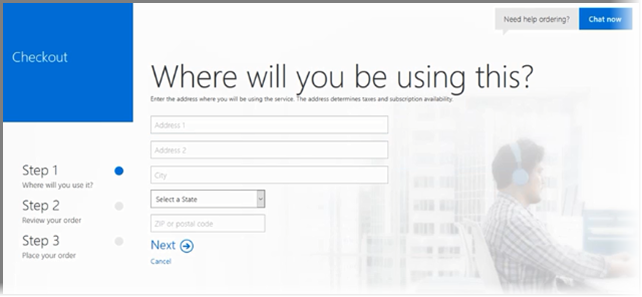 Need help ordering?
Chat now
Checkout
Where will you be using this?
Enter the address where you will be using the service. The address determines taxes and subscription availability.
Address 1
Address 2
City
Select a State
ZIP or postal code
Next
Cancel
Step 1
Where will you use it?
Step 2
Review your order
Step 3
Place your order